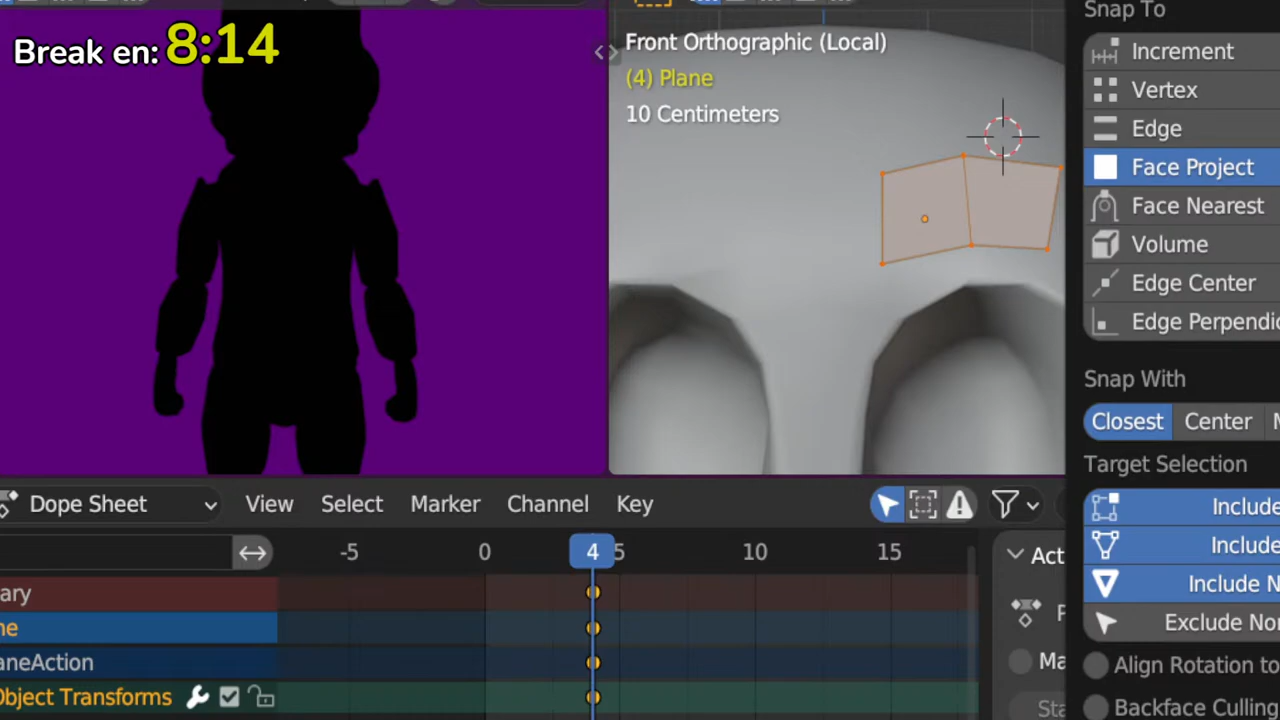 Break en: 8:14
Front Orthographic (Local)
(4) Plane
10 Centimeters
Snap To
Increment
Vertex
Edge
Face Project
Face Nearest
Volume
Edge Center
Edge Perpendic
Snap With
Closest Center
Target Selection
Include
Include
Include N
Exclude Non
Align Rotation to
Backface Culling
Dope Sheet View Select Marker Channel Key
-5 0 4 5 10 15
ary
ne
aneAction
Object Transforms
Act
P
Ma
Sta